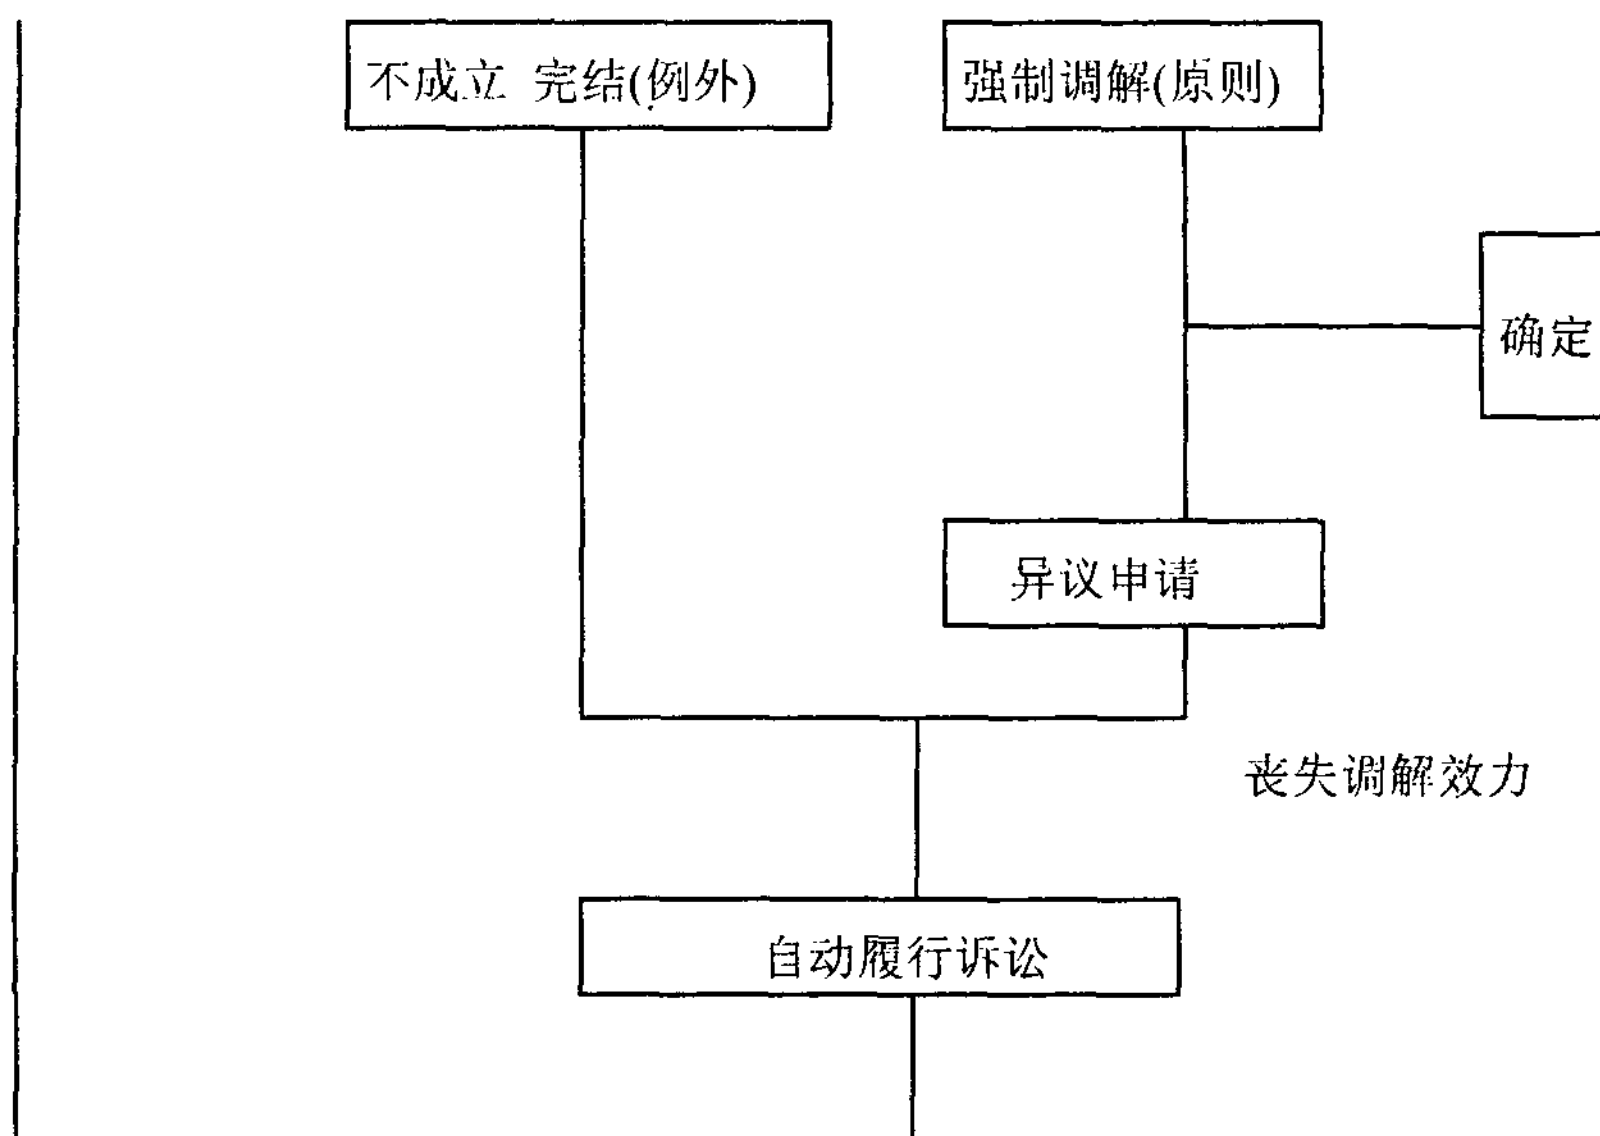 不成立 完结(例外)
强制调解(原则)
确定
异议申请
丧失调解效力
自动履行诉讼